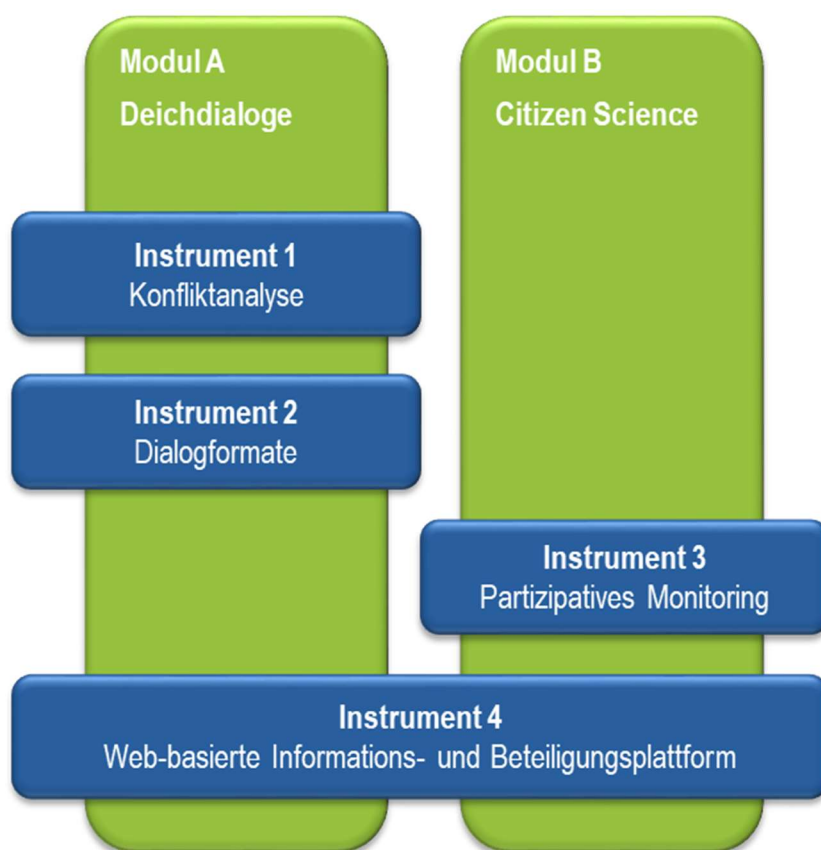 Modul A
Deichdialoge
Modul B
Citizen Science
Instrument 1
Konfliktanalyse
Instrument 2
Dialogformate
Instrument 3
Partizipatives Monitoring
Instrument 4
Web-basierte Informations- und Beteiligungsplattform